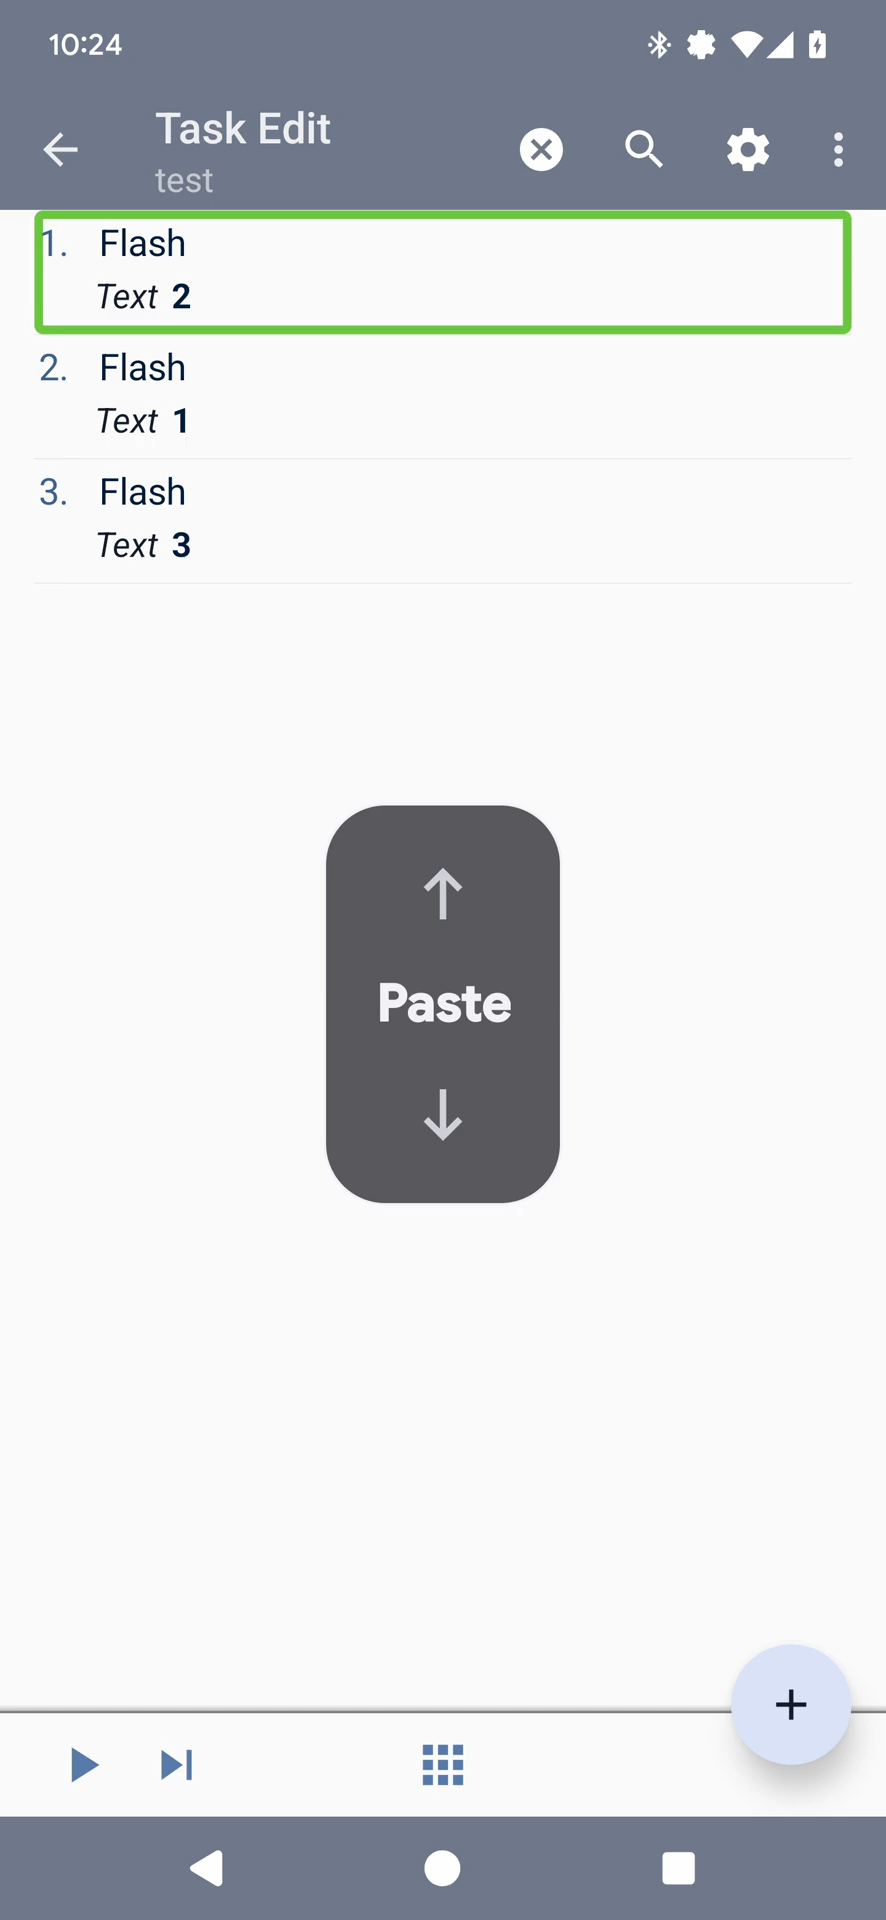 10:24
Task Edit
test
1. Flash
Text 2
2. Flash
Text 1
3. Flash
Text 3
Paste